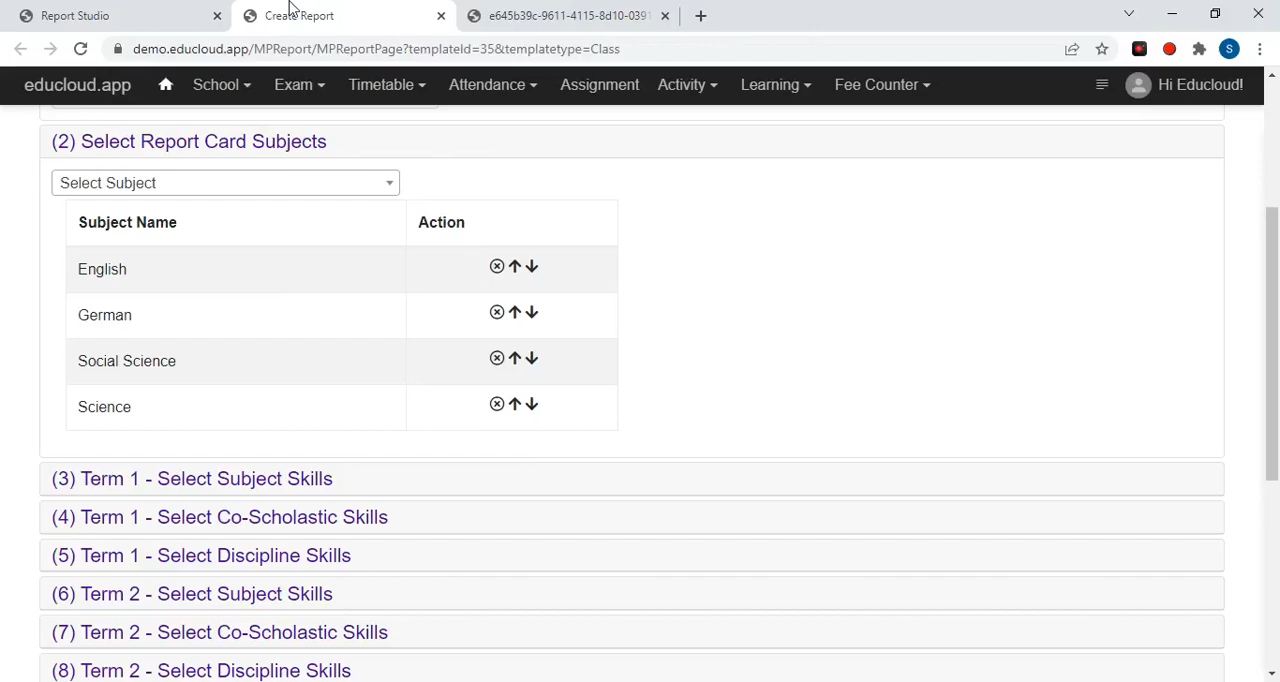 Report Studio
Create Report
e645b39c-9611-4115-8d10-0391
demo.educloud.app/MPReport/MPReportPage?templateId=35&templatetype=Class
S
educloud.app School Exam Timetable Attendance Assignment Activity Learning Fee Counter Hi Educloud!
(2) Select Report Card Subjects
Select Subject
Subject Name Action
English
German
Social Science
Science
(3) Term 1 - Select Subject Skills
(4) Term 1 - Select Co-Scholastic Skills
(5) Term 1 - Select Discipline Skills
(6) Term 2 - Select Subject Skills
(7) Term 2 - Select Co-Scholastic Skills
(8) Term 2 - Select Discipline Skills